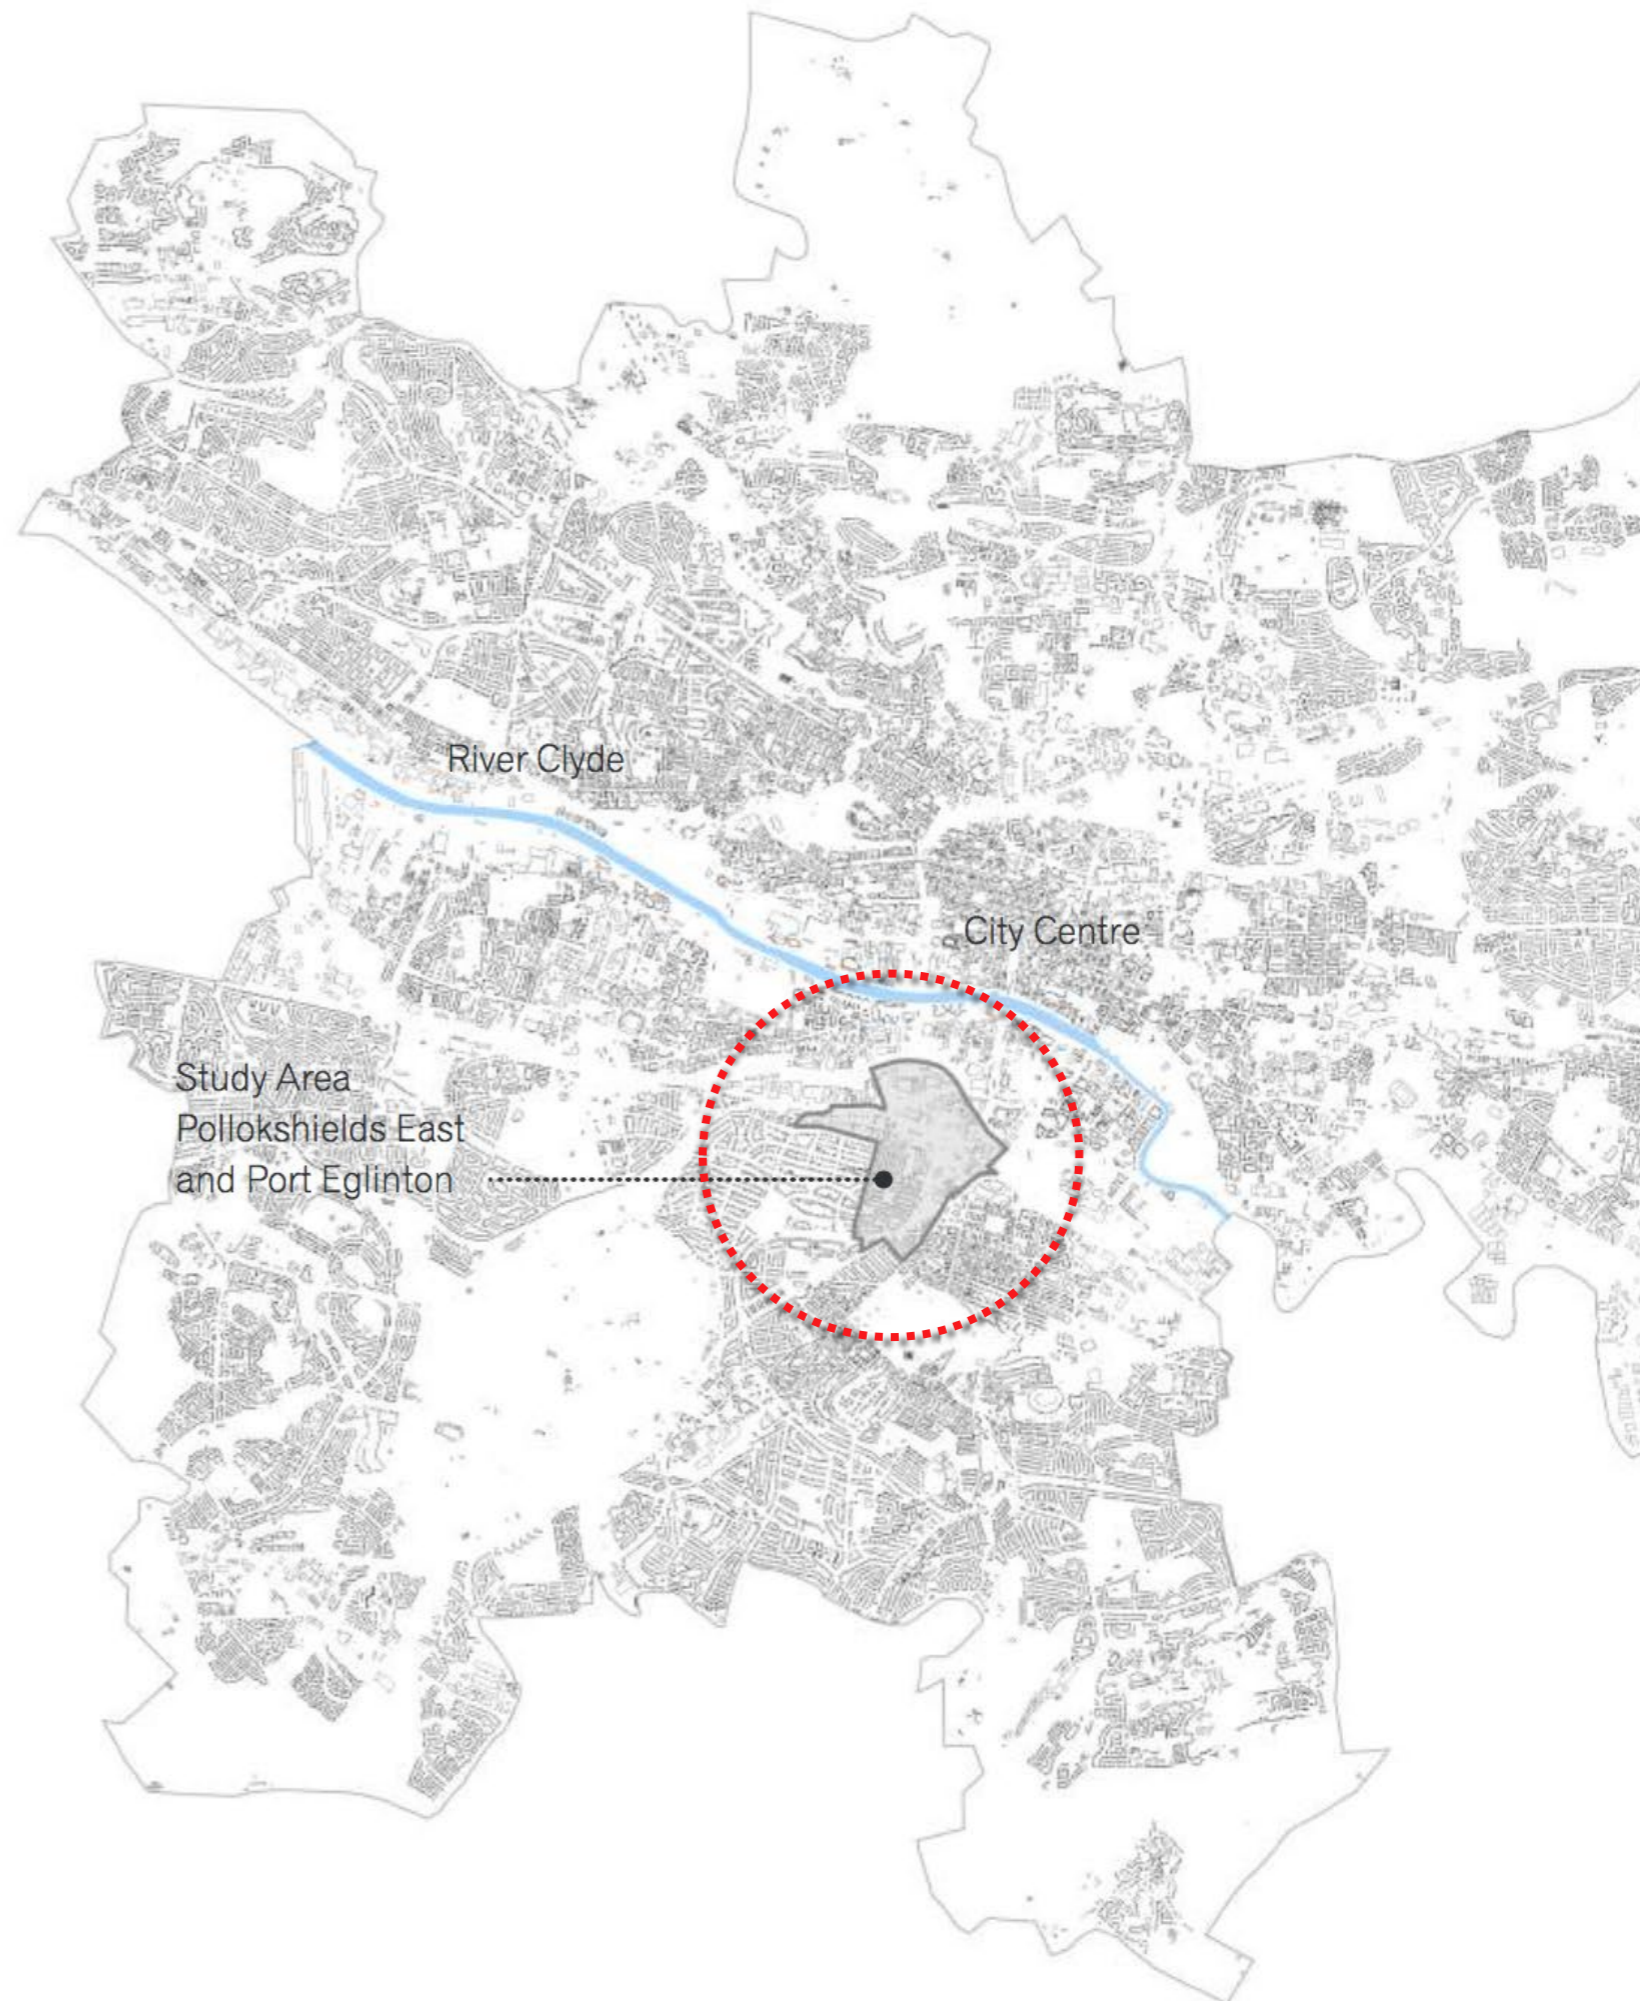 River Clyde
City Centre
Study Area
Pollokshields East
and Port Eglinton